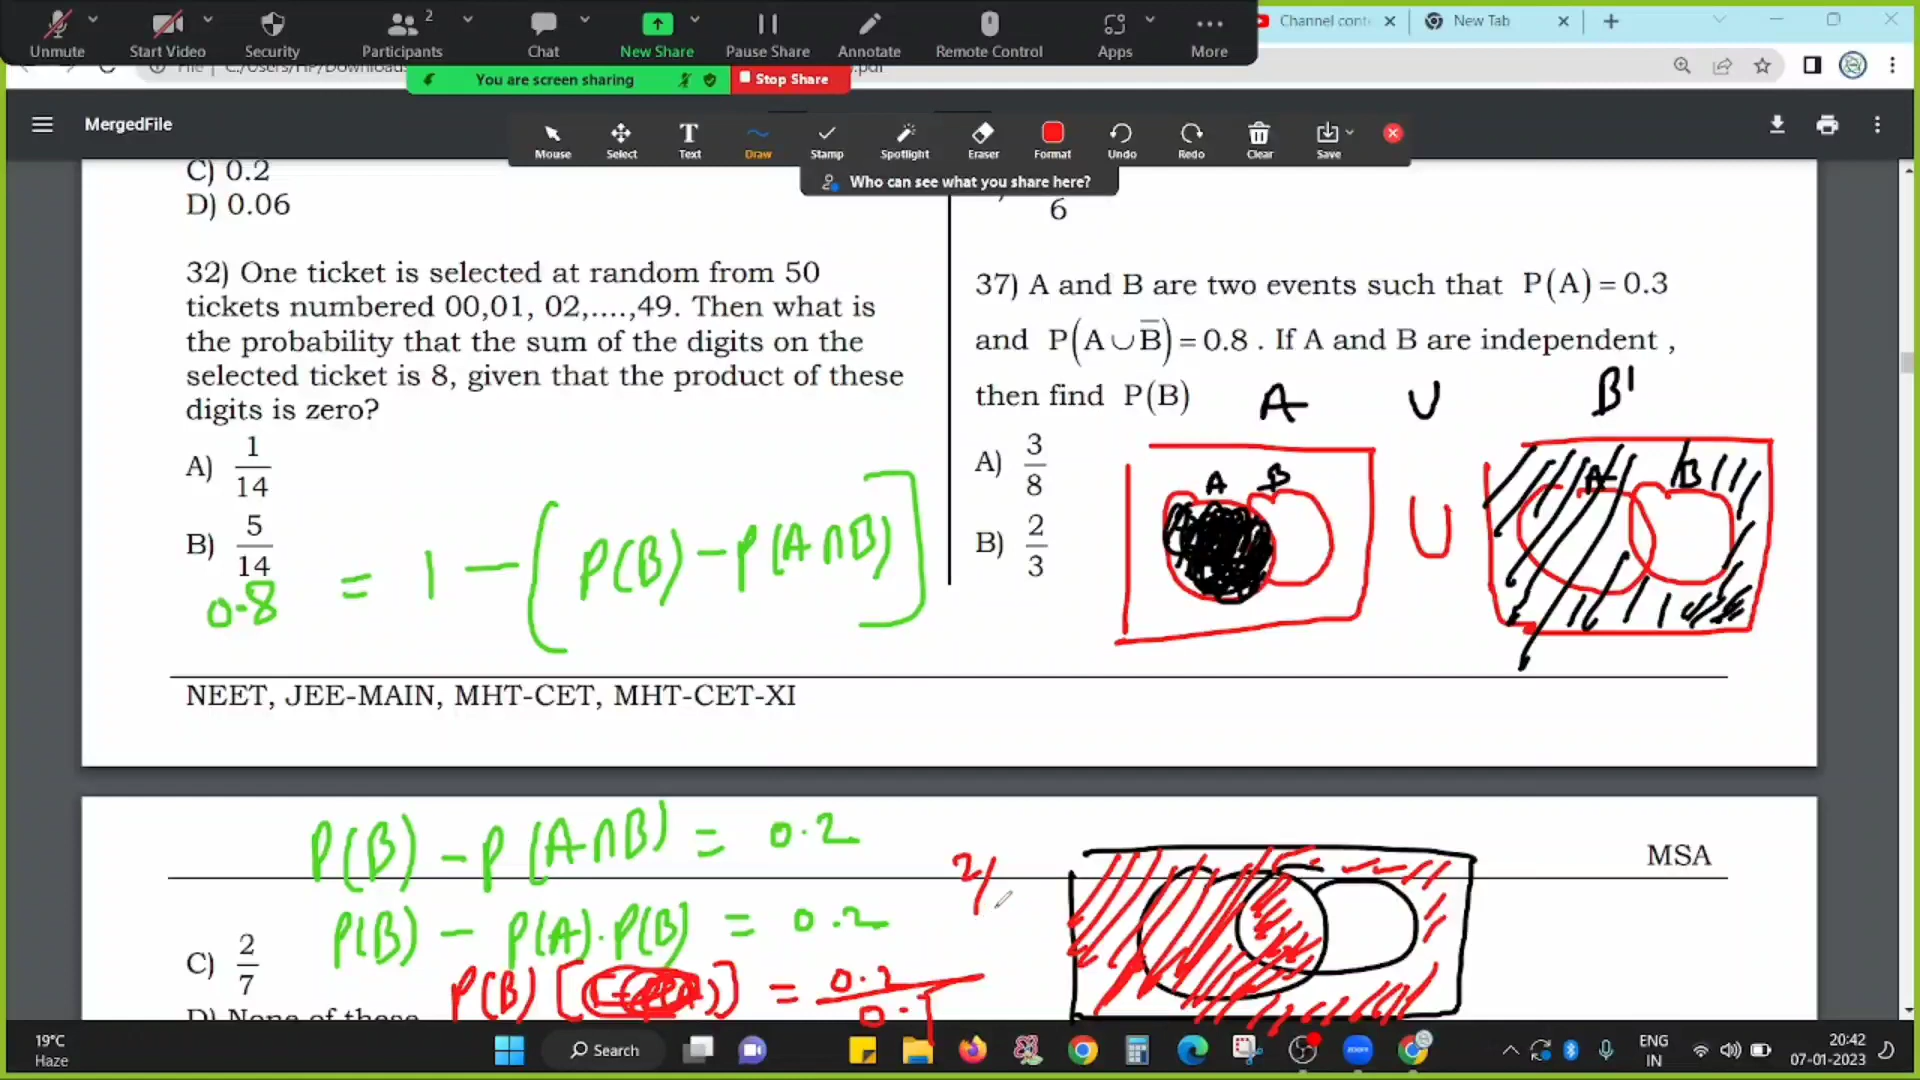 Unmute
Start Video
Security
Participants 2
Chat
New Share
Pause Share
Annotate
Remote Control
Apps
More
Channel cont
New Tab
You are screen sharing
Stop Share
.pdf
MergedFile
Mouse
Select
Text
Draw
Stamp
Spotlight
Eraser
Format
Undo
Redo
Clear
Save
Who can see what you share here?
C) 0.2
D) 0.06
6
32) One ticket is selected at random from 50
tickets numbered 00,01, 02,....,49. Then what is
the probability that the sum of the digits on the
selected ticket is 8, given that the product of these
digits is zero?
A) 1/14
B) 5/14
0.8 = 1 - [P(B) - P(A∩B)]
37) A and B are two events such that P(A) = 0.3
and P(A∪B̅) = 0.8 . If A and B are independent ,
then find P(B)
A ∪ B'
A) 3/8
B) 2/3
A B
∪
A B
NEET, JEE-MAIN, MHT-CET, MHT-CET-XI
P(B) - P(A∩B) = 0.2
MSA
P(B) - P(A).P(B) = 0.2
2/
C) 2/7
P(B) [ ] = 0.2/0.7
D) None of these
19°C
Haze
Search
ENG
IN
20:42
07-01-2023